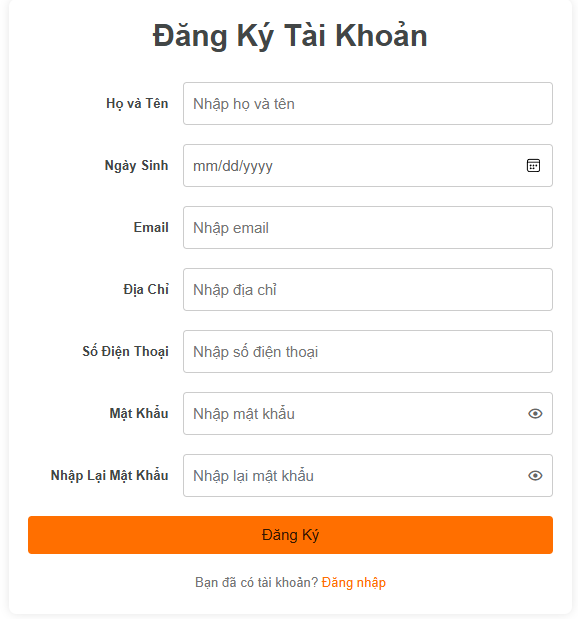 Đăng Ký Tài Khoản
Họ và Tên Nhập họ và tên
Ngày Sinh mm/dd/yyyy
Email Nhập email
Địa Chỉ Nhập địa chỉ
Số Điện Thoại Nhập số điện thoại
Mật Khẩu Nhập mật khẩu
Nhập Lại Mật Khẩu Nhập lại mật khẩu
Đăng Ký
Bạn đã có tài khoản? Đăng nhập